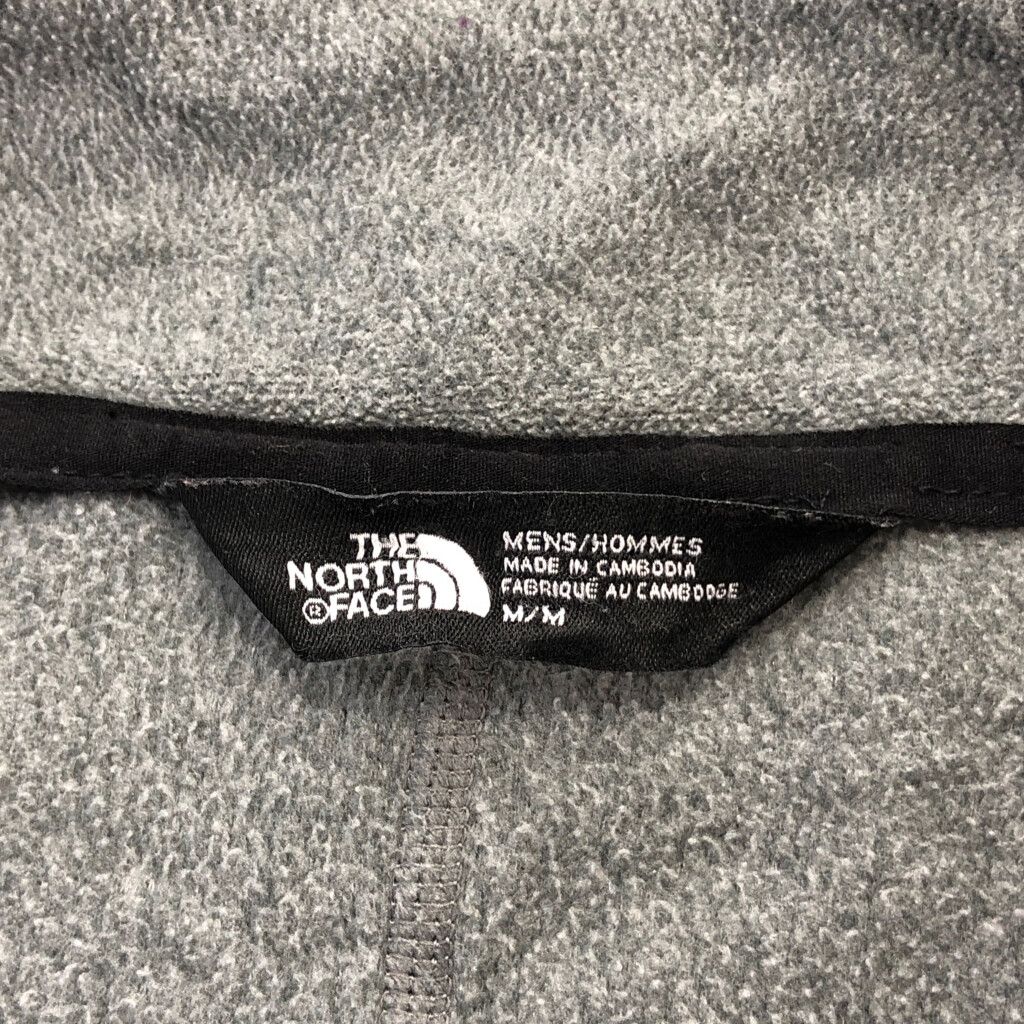 THE
NORTH
®FACE
MENS/HOMMES
MADE IN CAMBODIA
FABRIQUÉ AU CAMBODGE
M/M